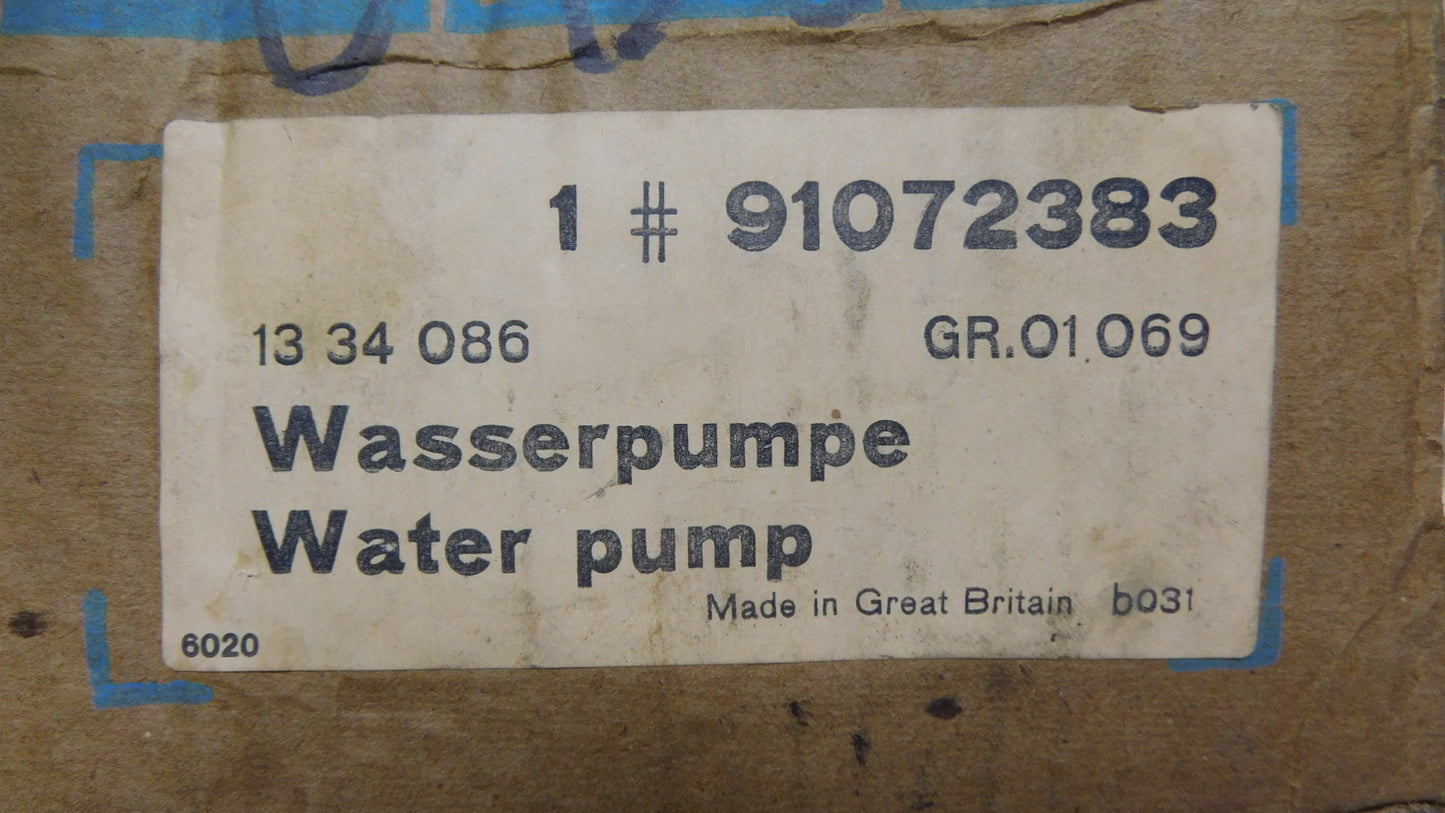 1 # 91072383
13 34 086 GR.01 069
Wasserpumpe
Water pump
Made in Great Britain b031
6020